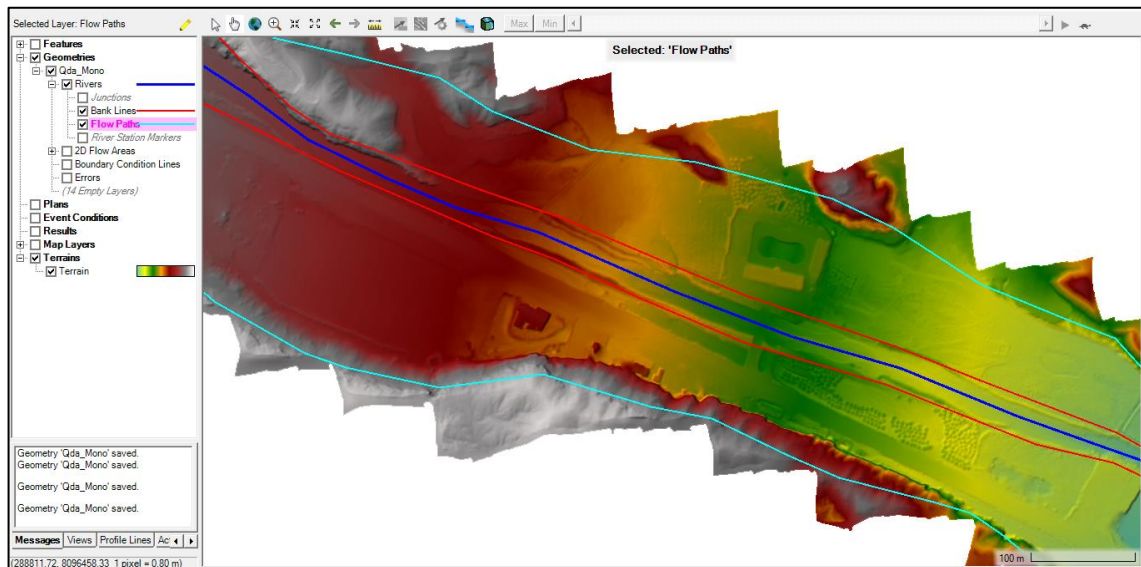 Selected Layer: Flow Paths
Max Min
Selected: 'Flow Paths'
Features
Geometries
Qda_Mono
Rivers
Junctions
Bank Lines
Flow Paths
River Station Markers
2D Flow Areas
Boundary Condition Lines
Errors
(14 Empty Layers)
Plans
Event Conditions
Results
Map Layers
Terrains
Terrain
Geometry 'Qda_Mono' saved.
Geometry 'Qda_Mono' saved.
Geometry 'Qda_Mono' saved.
Geometry 'Qda_Mono' saved.
Messages Views Profile Lines
(288811.72, 8096458.33 1 pixel = 0.80 m)
100 m